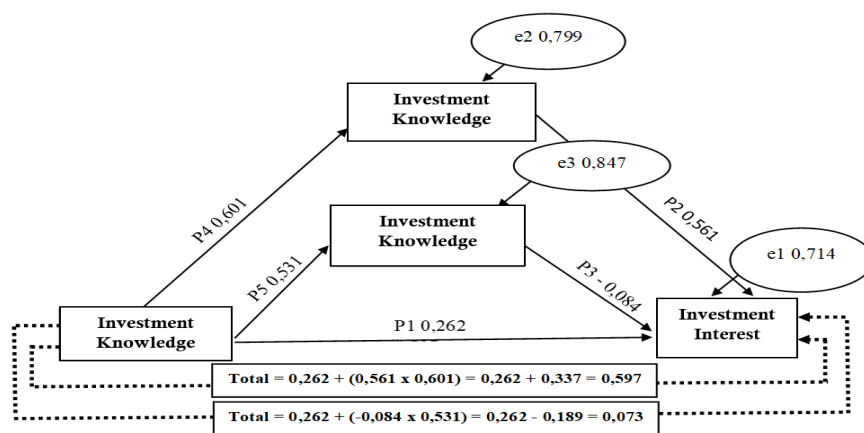 e2 0,799
Investment
Knowledge
e3 0,847
P4 0,601
P2 0,561
Investment
Knowledge
e1 0,714
P5 0,531
P3 - 0,084
Investment
Knowledge
P1 0,262
Investment
Interest
Total = 0,262 + (0,561 x 0,601) = 0,262 + 0,337 = 0,597
Total = 0,262 + (-0,084 x 0,531) = 0,262 - 0,189 = 0,073